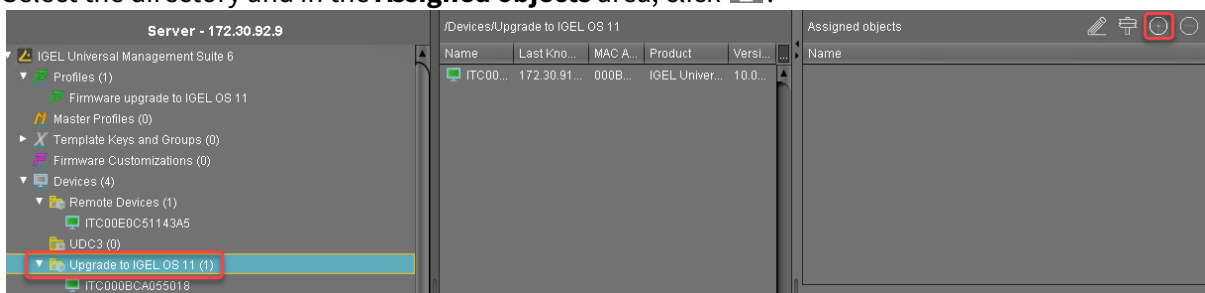 Select the directory and in the Assigned objects area, click
Server - 172.30.92.9
IGEL Universal Management Suite 6
Profiles (1)
Firmware upgrade to IGEL OS 11
Master Profiles (0)
Template Keys and Groups (0)
Firmware Customizations (0)
Devices (4)
Remote Devices (1)
ITC00E0C51143A5
UDC3 (0)
Upgrade to IGEL OS 11 (1)
ITC000BCA055018
/Devices/Upgrade to IGEL OS 11
Name Last Kno... MAC A... Product Versi... ...
ITC00... 172.30.91... 000B... IGEL Univer... 10.0...
Assigned objects
Name